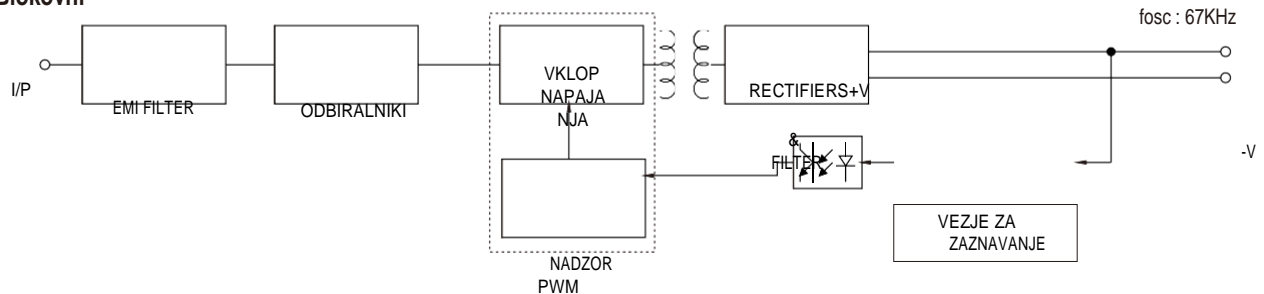 fosc : 67KHz
I/P
EMI FILTER
ODBIRALNIKI
VKLOP
NAPAJA
NJA
RECTIFIERS+V
&
FILTER
-V
VEZJE ZA
ZAZNAVANJE
NADZOR
PWM